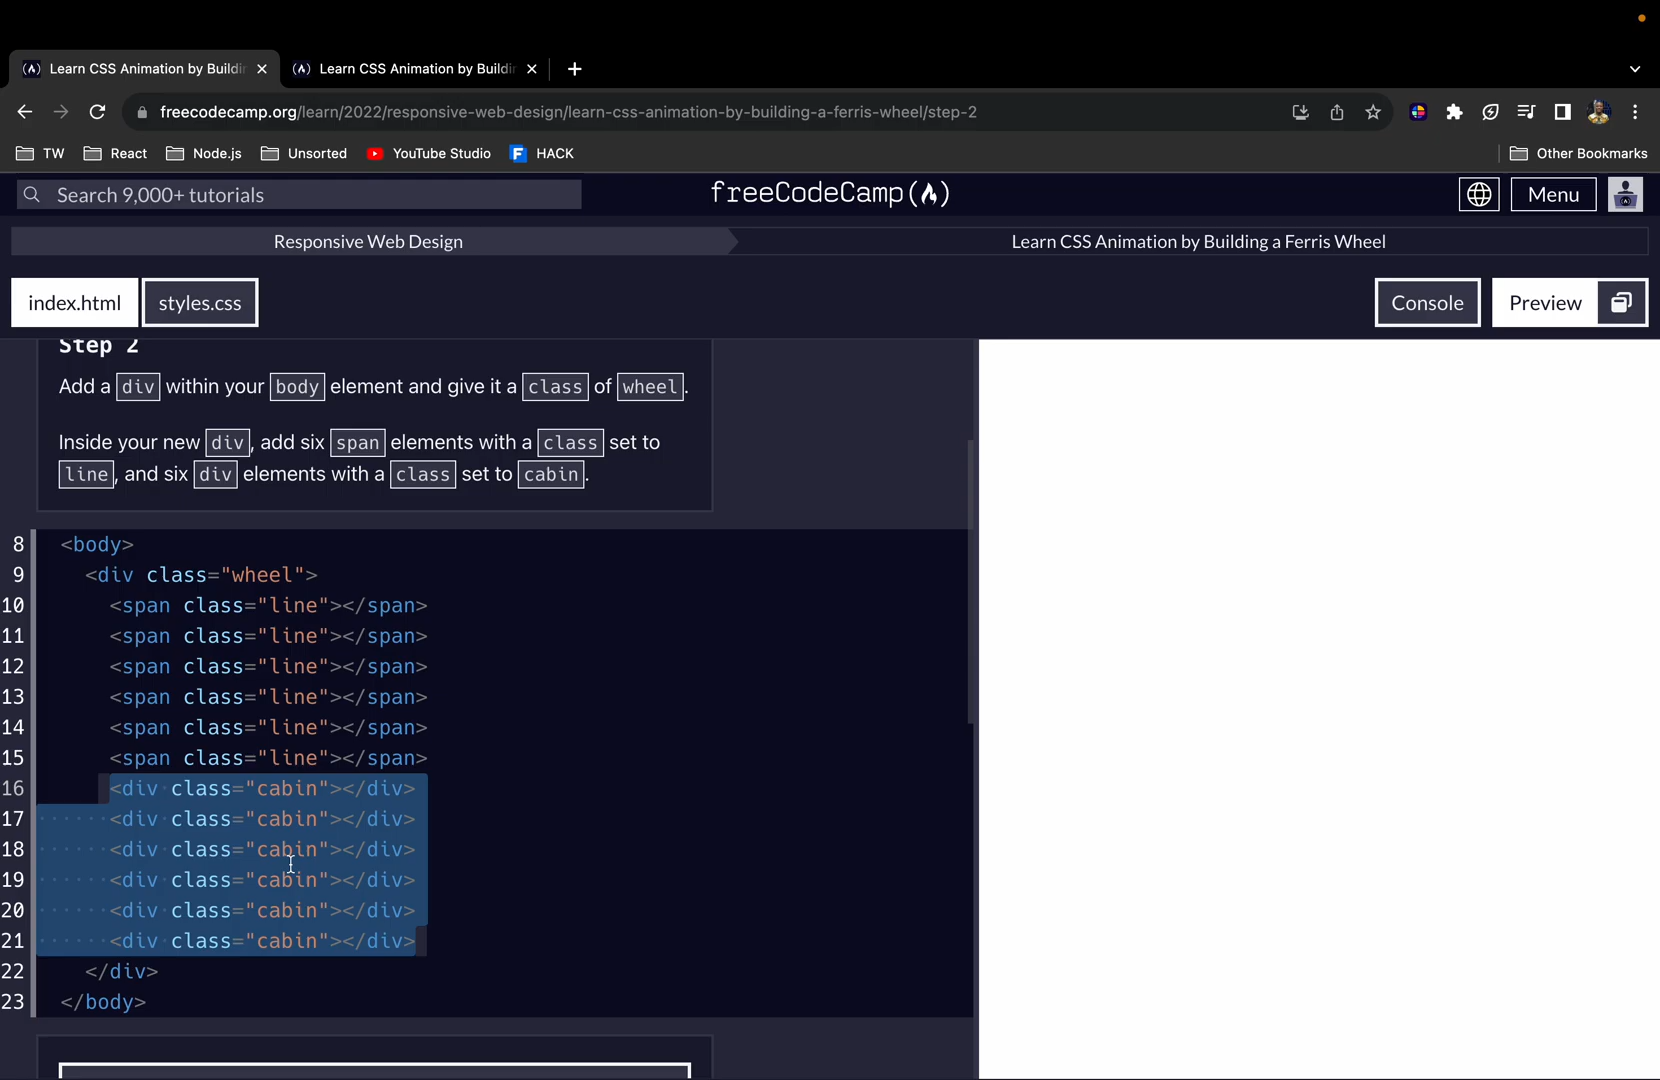 Learn CSS Animation by Buildin
Learn CSS Animation by Buildin
freecodecamp.org/learn/2022/responsive-web-design/learn-css-animation-by-building-a-ferris-wheel/step-2
TW React Node.js Unsorted YouTube Studio HACK Other Bookmarks
Search 9,000+ tutorials
freeCodeCamp
Menu
Responsive Web Design
Learn CSS Animation by Building a Ferris Wheel
index.html styles.css Console Preview
Step 2
Add a div within your body element and give it a class of wheel.
Inside your new div, add six span elements with a class set to
line, and six div elements with a class set to cabin.
8 <body>
9 <div class="wheel">
10 <span class="line"></span>
11 <span class="line"></span>
12 <span class="line"></span>
13 <span class="line"></span>
14 <span class="line"></span>
15 <span class="line"></span>
16 <div class="cabin"></div>
17 <div class="cabin"></div>
18 <div class="cabin"></div>
19 <div class="cabin"></div>
20 <div class="cabin"></div>
21 <div class="cabin"></div>
22 </div>
23 </body>